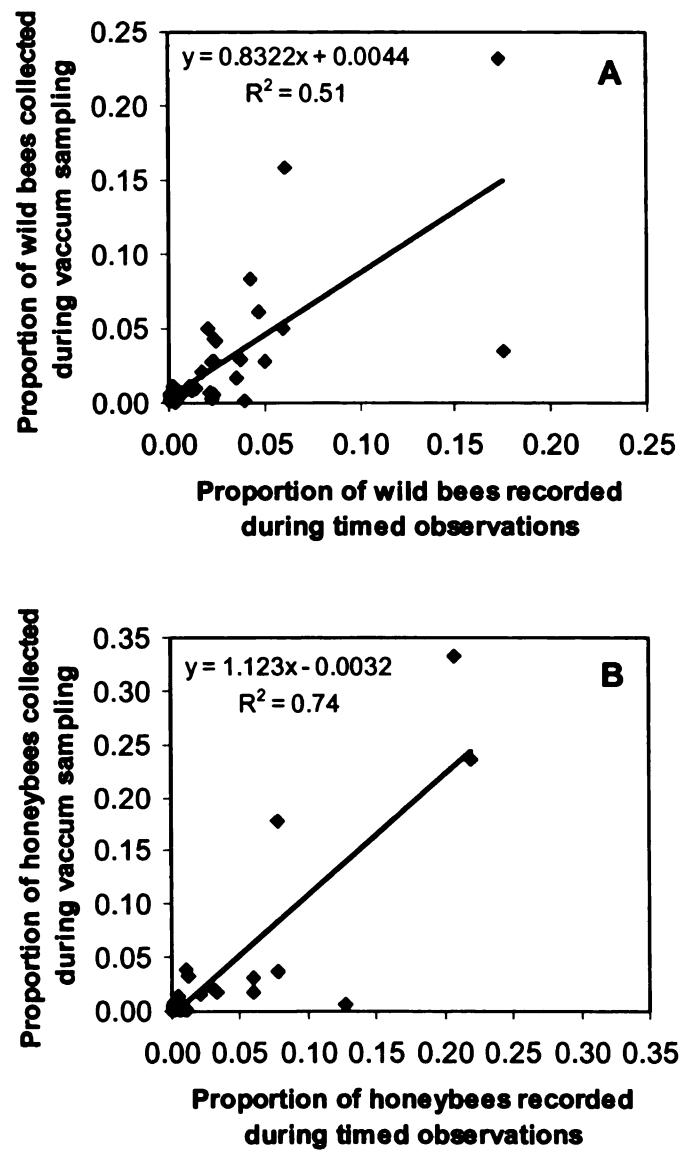 Proportion of wild bees collected
during vaccum sampling
0.25
0.20
0.15
0.10
0.05
0.00
y = 0.8322x + 0.0044
R² = 0.51
A
0.00 0.05 0.10 0.15 0.20 0.25
Proportion of wild bees recorded
during timed observations
Proportion of honeybees collected
during vaccum sampling
0.35
0.30
0.25
0.20
0.15
0.10
0.05
0.00
y = 1.123x - 0.0032
R² = 0.74
B
0.00 0.05 0.10 0.15 0.20 0.25 0.30 0.35
Proportion of honeybees recorded
during timed observations